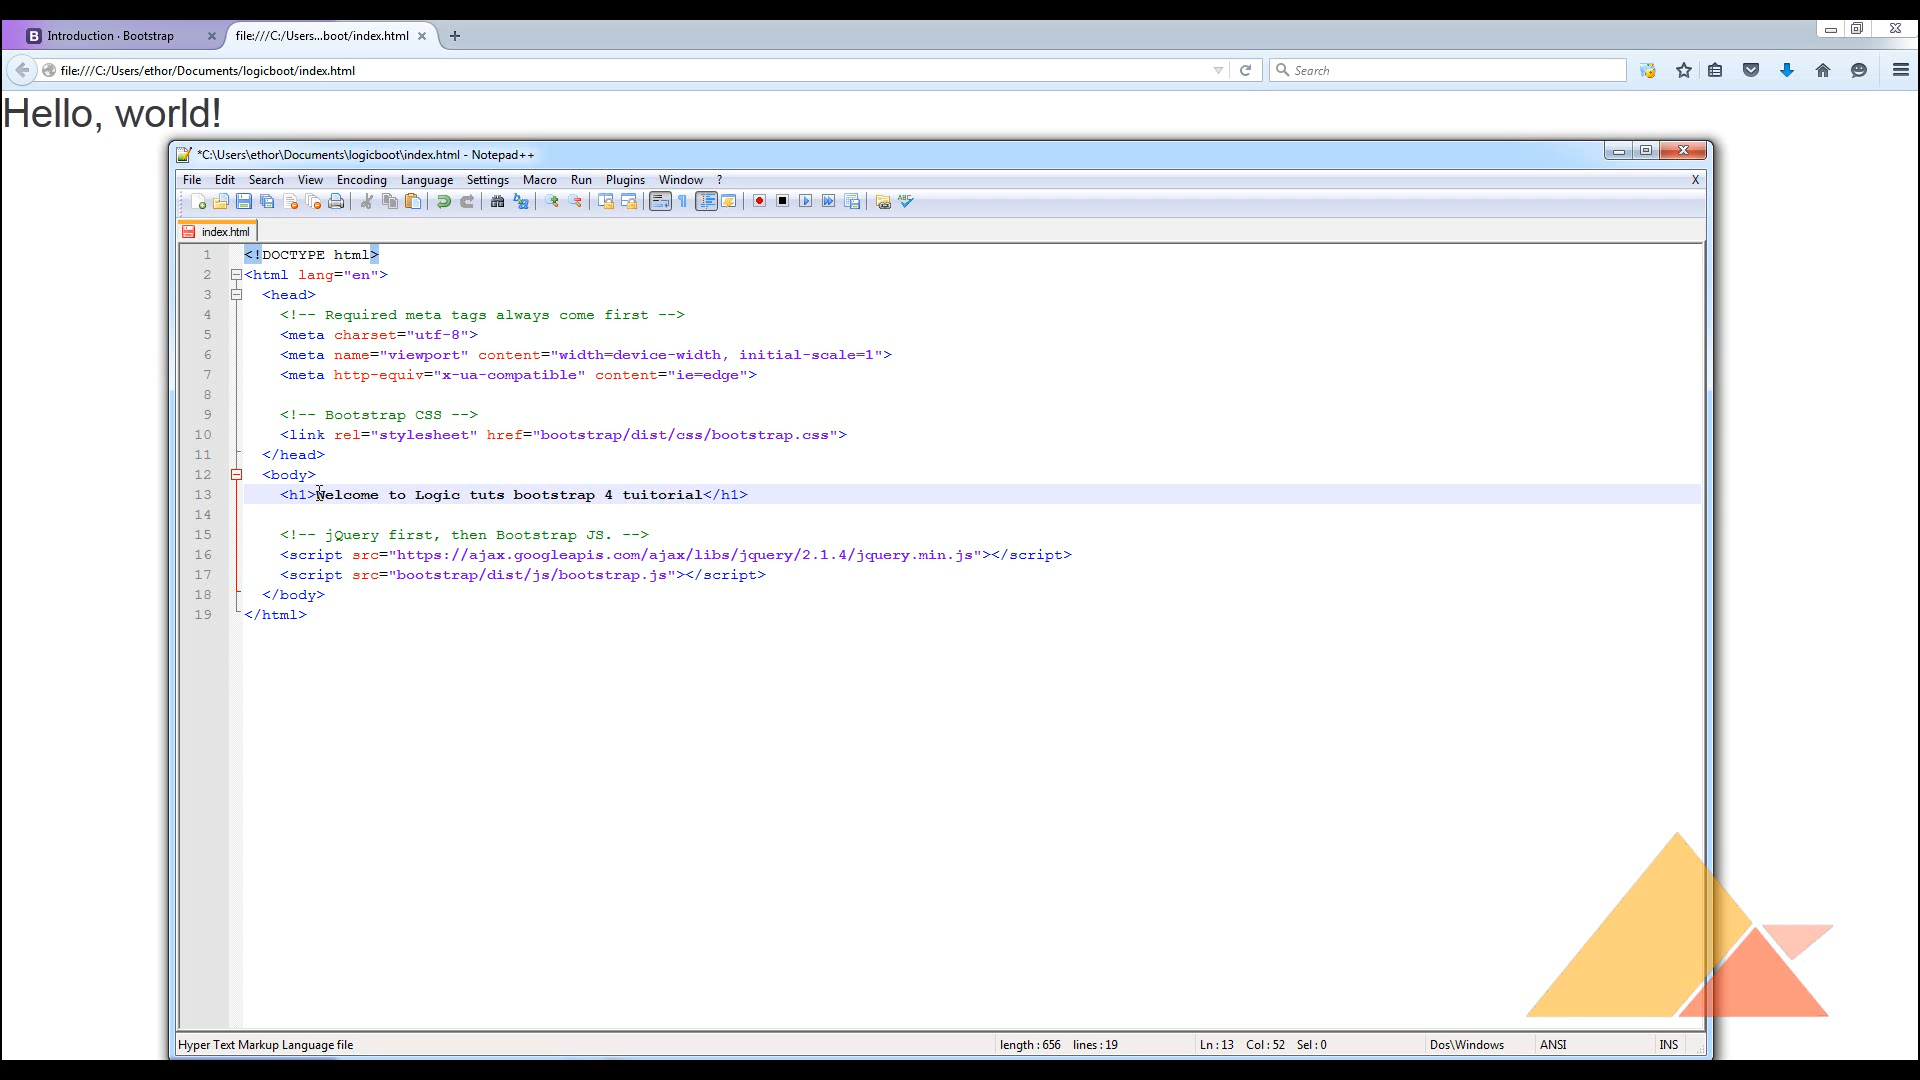 Introduction · Bootstrap
file:///C:/Users...boot/index.html
file:///C:/Users/ethor/Documents/logicboot/index.html
Search
Hello, world!
*C:\Users\ethor\Documents\logicboot\index.html - Notepad++
File Edit Search View Encoding Language Settings Macro Run Plugins Window ? X
index.html
1 <!DOCTYPE html>
2 <html lang="en">
3 <head>
4 <!-- Required meta tags always come first -->
5 <meta charset="utf-8">
6 <meta name="viewport" content="width=device-width, initial-scale=1">
7 <meta http-equiv="x-ua-compatible" content="ie=edge">
8
9 <!-- Bootstrap CSS -->
10 <link rel="stylesheet" href="bootstrap/dist/css/bootstrap.css">
11 </head>
12 <body>
13 <h1>Welcome to Logic tuts bootstrap 4 tuitorial</h1>
14
15 <!-- jQuery first, then Bootstrap JS. -->
16 <script src="https://ajax.googleapis.com/ajax/libs/jquery/2.1.4/jquery.min.js"></script>
17 <script src="bootstrap/dist/js/bootstrap.js"></script>
18 </body>
19 </html>
Hyper Text Markup Language file length : 656 lines : 19 Ln : 13 Col : 52 Sel : 0 Dos\Windows ANSI INS